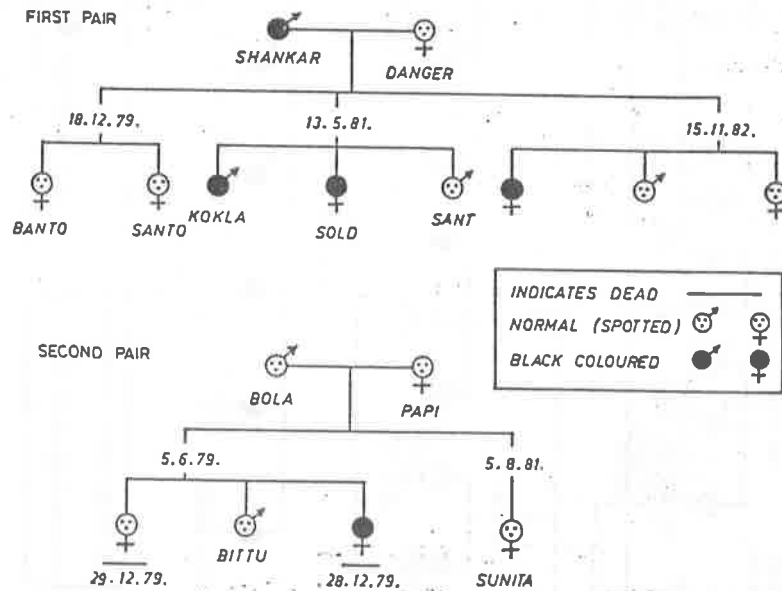 FIRST PAIR
SHANKAR
DANGER
18.12.79.
13.5.81.
15.11.82.
BANTO
SANTO
KOKLA
SOLD
SANT
INDICATES DEAD
NORMAL (SPOTTED)
BLACK COLOURED
SECOND PAIR
BOLA
PAPI
5.6.79.
5.8.81.
BITTU
29.12.79.
28.12.79.
SUNITA